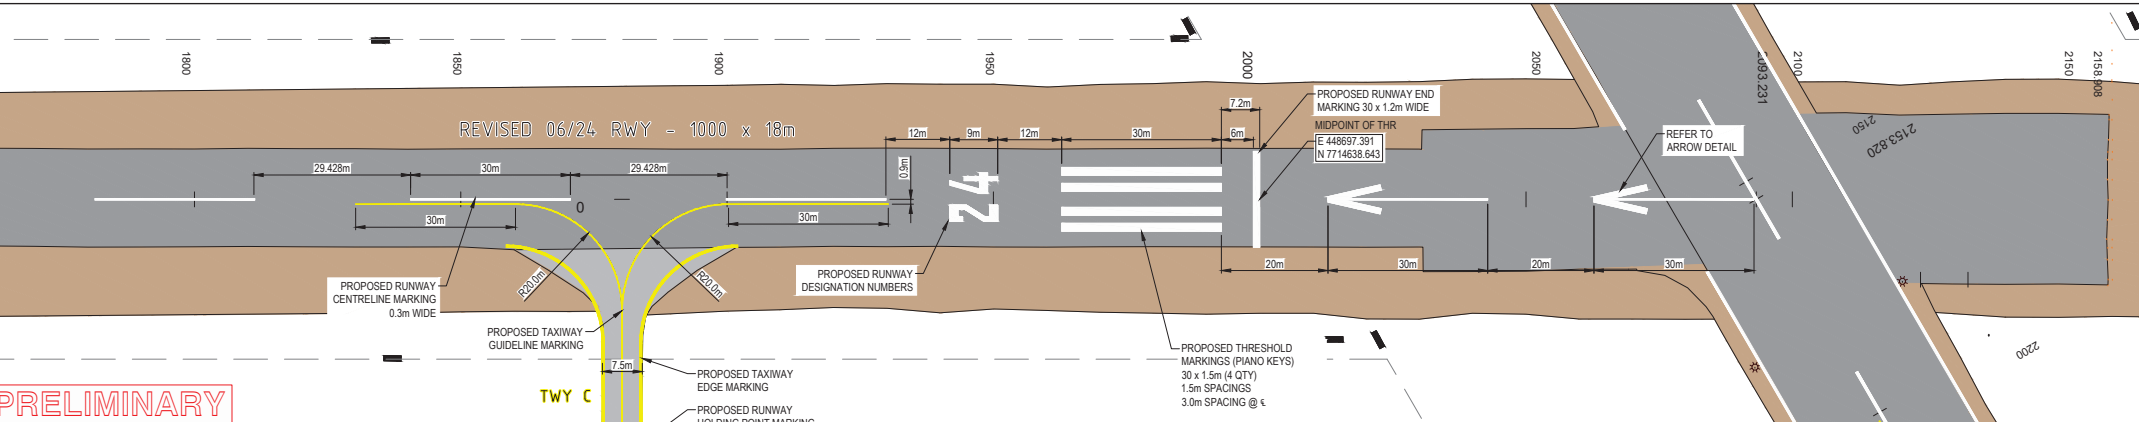 1800
1850
1900
1950
2000
2050
2093.231
2100
2150
2158.908
REVISED 06/24 RWY - 1000 x 18m
12m
9m
12m
30m
7.2m
6m
PROPOSED RUNWAY END
MARKING 30 x 1.2m WIDE
MIDPOINT OF THR
E 448697.391
N 7714638.643
REFER TO
ARROW DETAIL
2150
2153.820
29.428m
30m
29.428m
0.9m
24
0
30m
30m
PROPOSED RUNWAY
CENTRELINE MARKING
0.3m WIDE
R20.0m
R20.0m
PROPOSED RUNWAY
DESIGNATION NUMBERS
20m
30m
20m
30m
PROPOSED TAXIWAY
GUIDELINE MARKING
7.5m
PROPOSED TAXIWAY
EDGE MARKING
PROPOSED THRESHOLD
MARKINGS (PIANO KEYS)
30 x 1.5m (4 QTY)
1.5m SPACINGS
3.0m SPACING @ ℄
2200
PRELIMINARY
TWY C
PROPOSED RUNWAY
HOLDING POINT MARKING